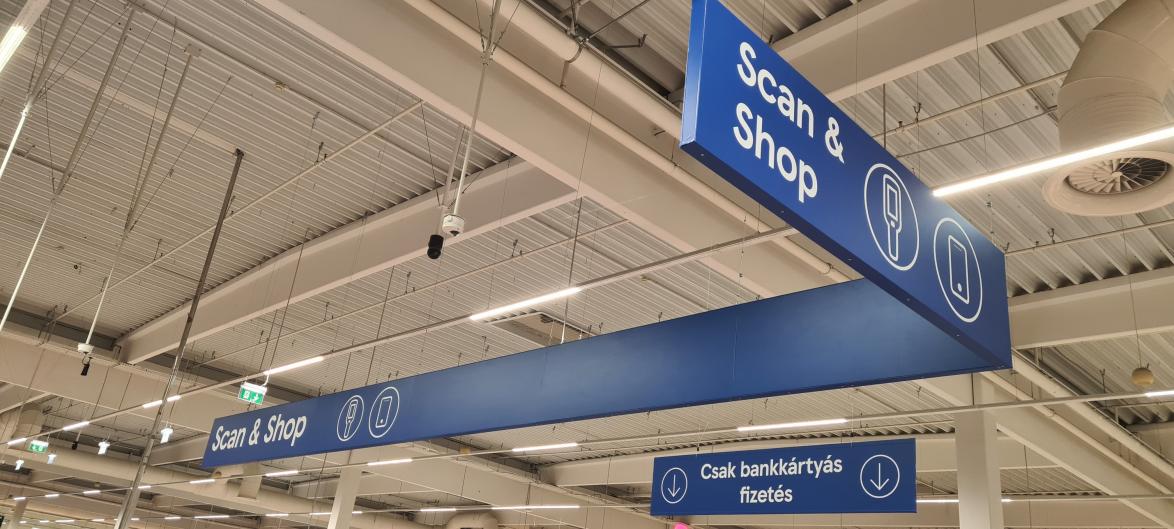 Scan &
Shop
Scan & Shop
Csak bankkártyás
fizetés